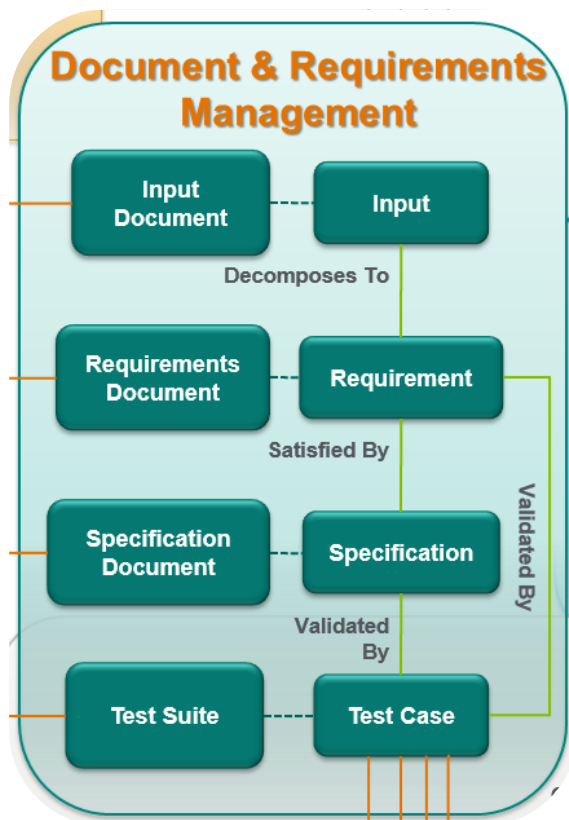 Document & Requirements
Management
Input
Document
Input
Decomposes To
Requirements
Document
Requirement
Satisfied By
Specification
Document
Specification
Validated By
Validated
By
Test Suite
Test Case